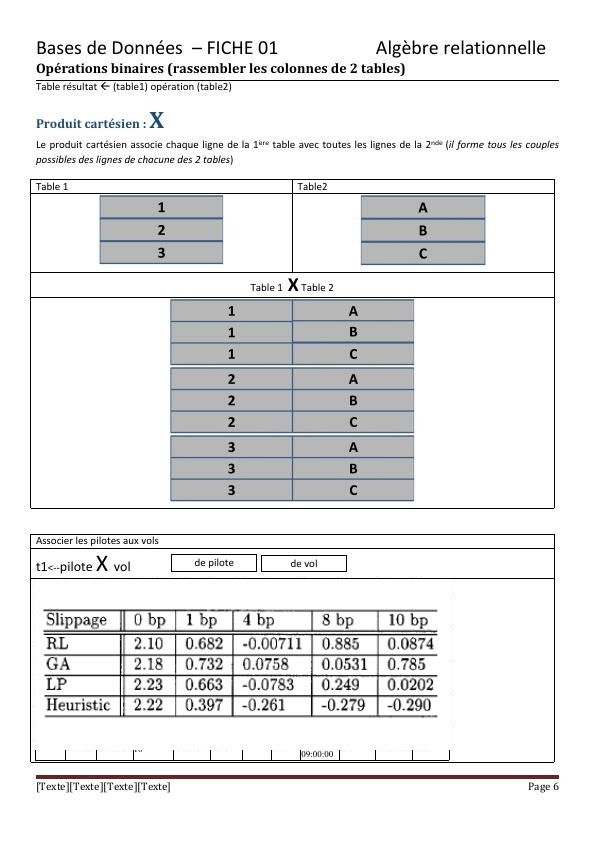 Bases de Données – FICHE 01 Algèbre relationnelle
Opérations binaires (rassembler les colonnes de 2 tables)
Table résultat ← (table1) opération (table2)
Produit cartésien : X
Le produit cartésien associe chaque ligne de la 1ère table avec toutes les lignes de la 2nde (il forme tous les couples
possibles des lignes de chacune des 2 tables)
Table 1 Table2
1 A
2 B
3 C
Table 1 X Table 2
1 A
1 B
1 C
2 A
2 B
2 C
3 A
3 B
3 C
Associer les pilotes aux vols
t1<--pilote X vol de pilote de vol
Slippage 0 bp 1 bp 4 bp 8 bp 10 bp
RL 2.10 0.682 -0.00711 0.885 0.0874
GA 2.18 0.732 0.0758 0.0531 0.785
LP 2.23 0.663 -0.0783 0.249 0.0202
Heuristic 2.22 0.397 -0.261 -0.279 -0.290
09:00:00
[Texte][Texte][Texte][Texte] Page 6